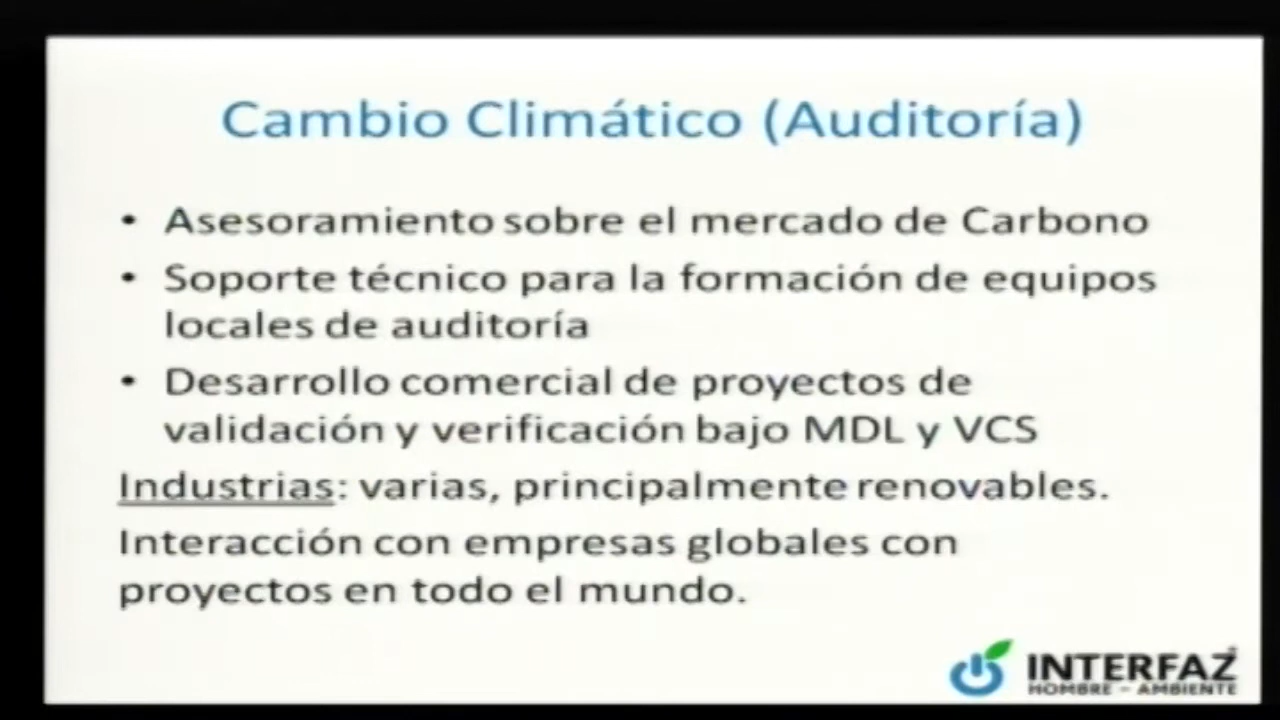 Cambio Climático (Auditoría)
• Asesoramiento sobre el mercado de Carbono
• Soporte técnico para la formación de equipos
locales de auditoría
• Desarrollo comercial de proyectos de
validación y verificación bajo MDL y VCS
Industrias: varias, principalmente renovables.
Interacción con empresas globales con
proyectos en todo el mundo.
INTERFAZ
HOMBRE - AMBIENTE